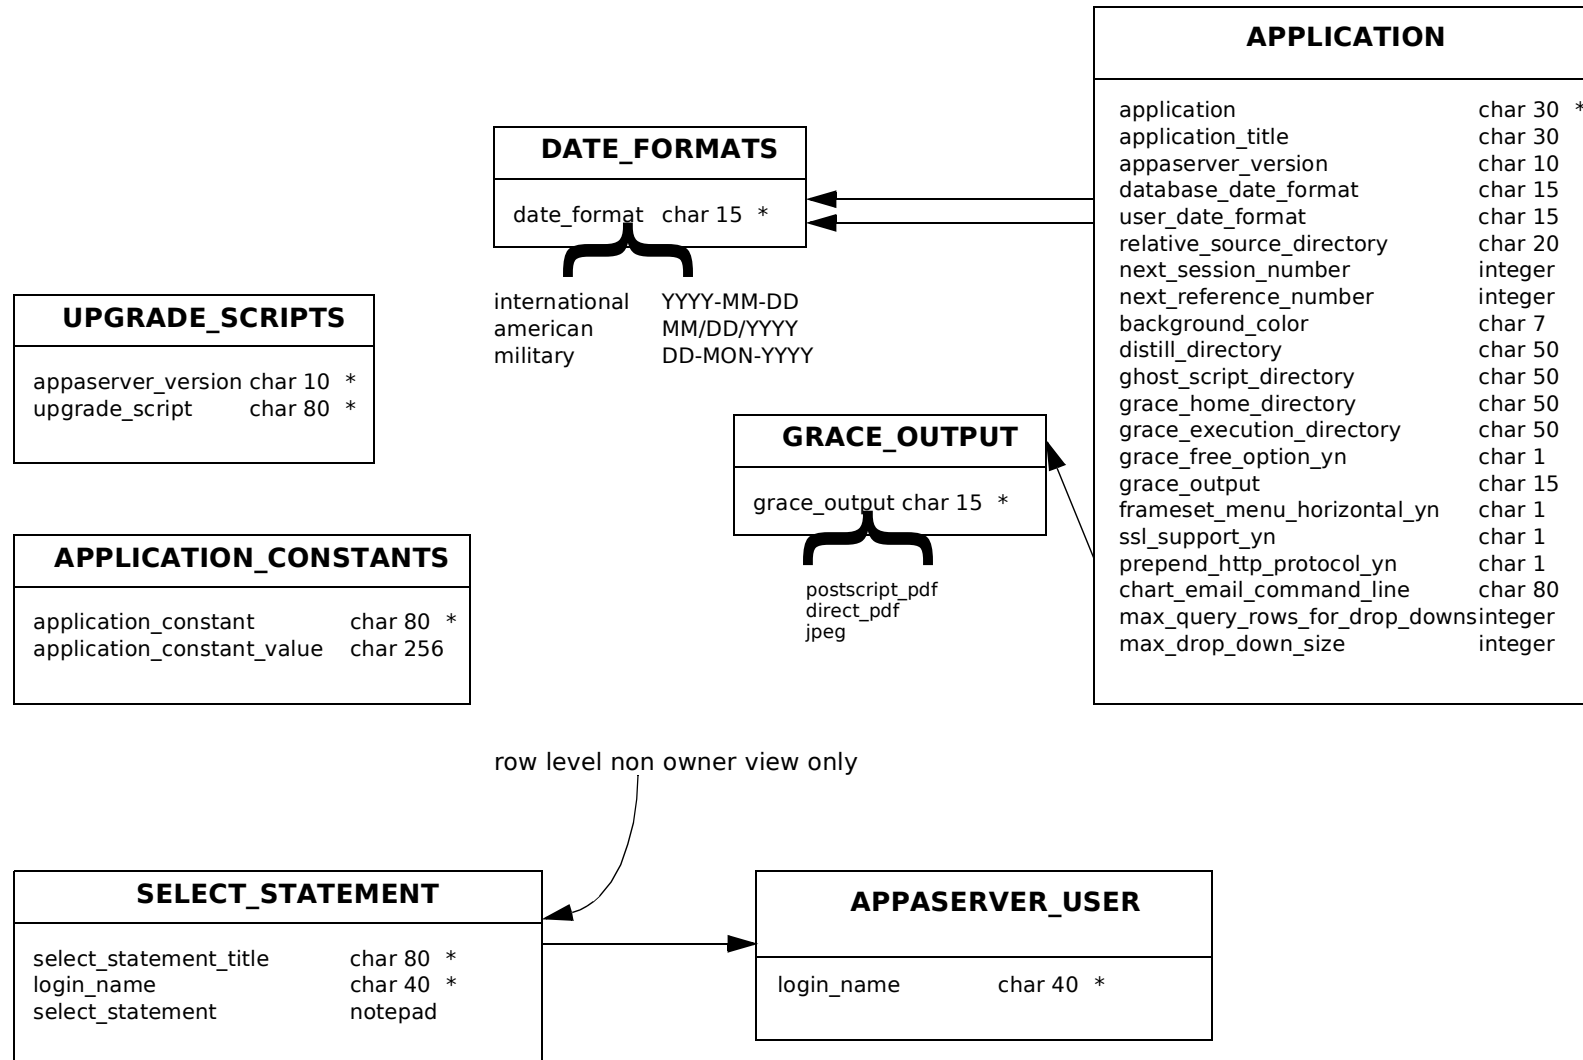 APPLICATION
application char 30 *
application_title char 30
appaserver_version char 10
database_date_format char 15
user_date_format char 15
relative_source_directory char 20
next_session_number integer
next_reference_number integer
background_color char 7
distill_directory char 50
ghost_script_directory char 50
grace_home_directory char 50
grace_execution_directory char 50
grace_free_option_yn char 1
grace_output char 15
frameset_menu_horizontal_yn char 1
ssl_support_yn char 1
prepend_http_protocol_yn char 1
chart_email_command_line char 80
max_query_rows_for_drop_downs integer
max_drop_down_size integer
DATE_FORMATS
date_format char 15 *
international YYYY-MM-DD
american MM/DD/YYYY
military DD-MON-YYYY
UPGRADE_SCRIPTS
appaserver_version char 10 *
upgrade_script char 80 *
GRACE_OUTPUT
grace_output char 15 *
postscript_pdf
direct_pdf
jpeg
APPLICATION_CONSTANTS
application_constant char 80 *
application_constant_value char 256
row level non owner view only
SELECT_STATEMENT
select_statement_title char 80 *
login_name char 40 *
select_statement notepad
APPASERVER_USER
login_name char 40 *